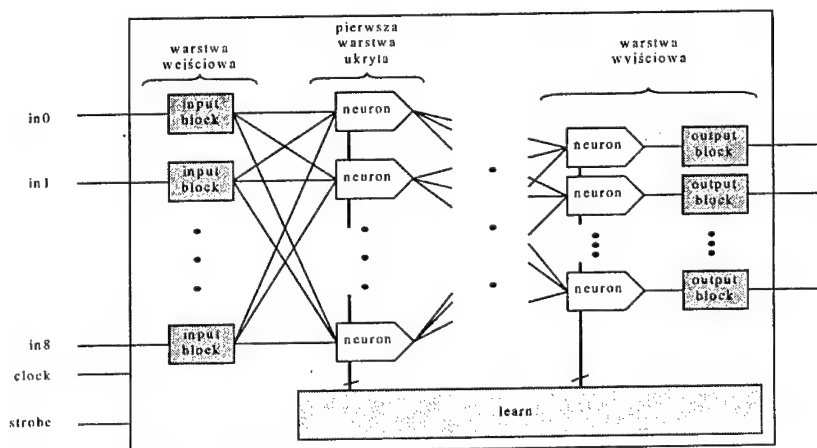 warstwa
wejściowa
pierwsza
warstwa
ukryta
warstwa
wyjściowa
in0
input
block
neuron
neuron
output
block
in1
input
block
neuron
neuron
output
block
neuron
output
block
in8
input
block
neuron
clock
strobe
learn